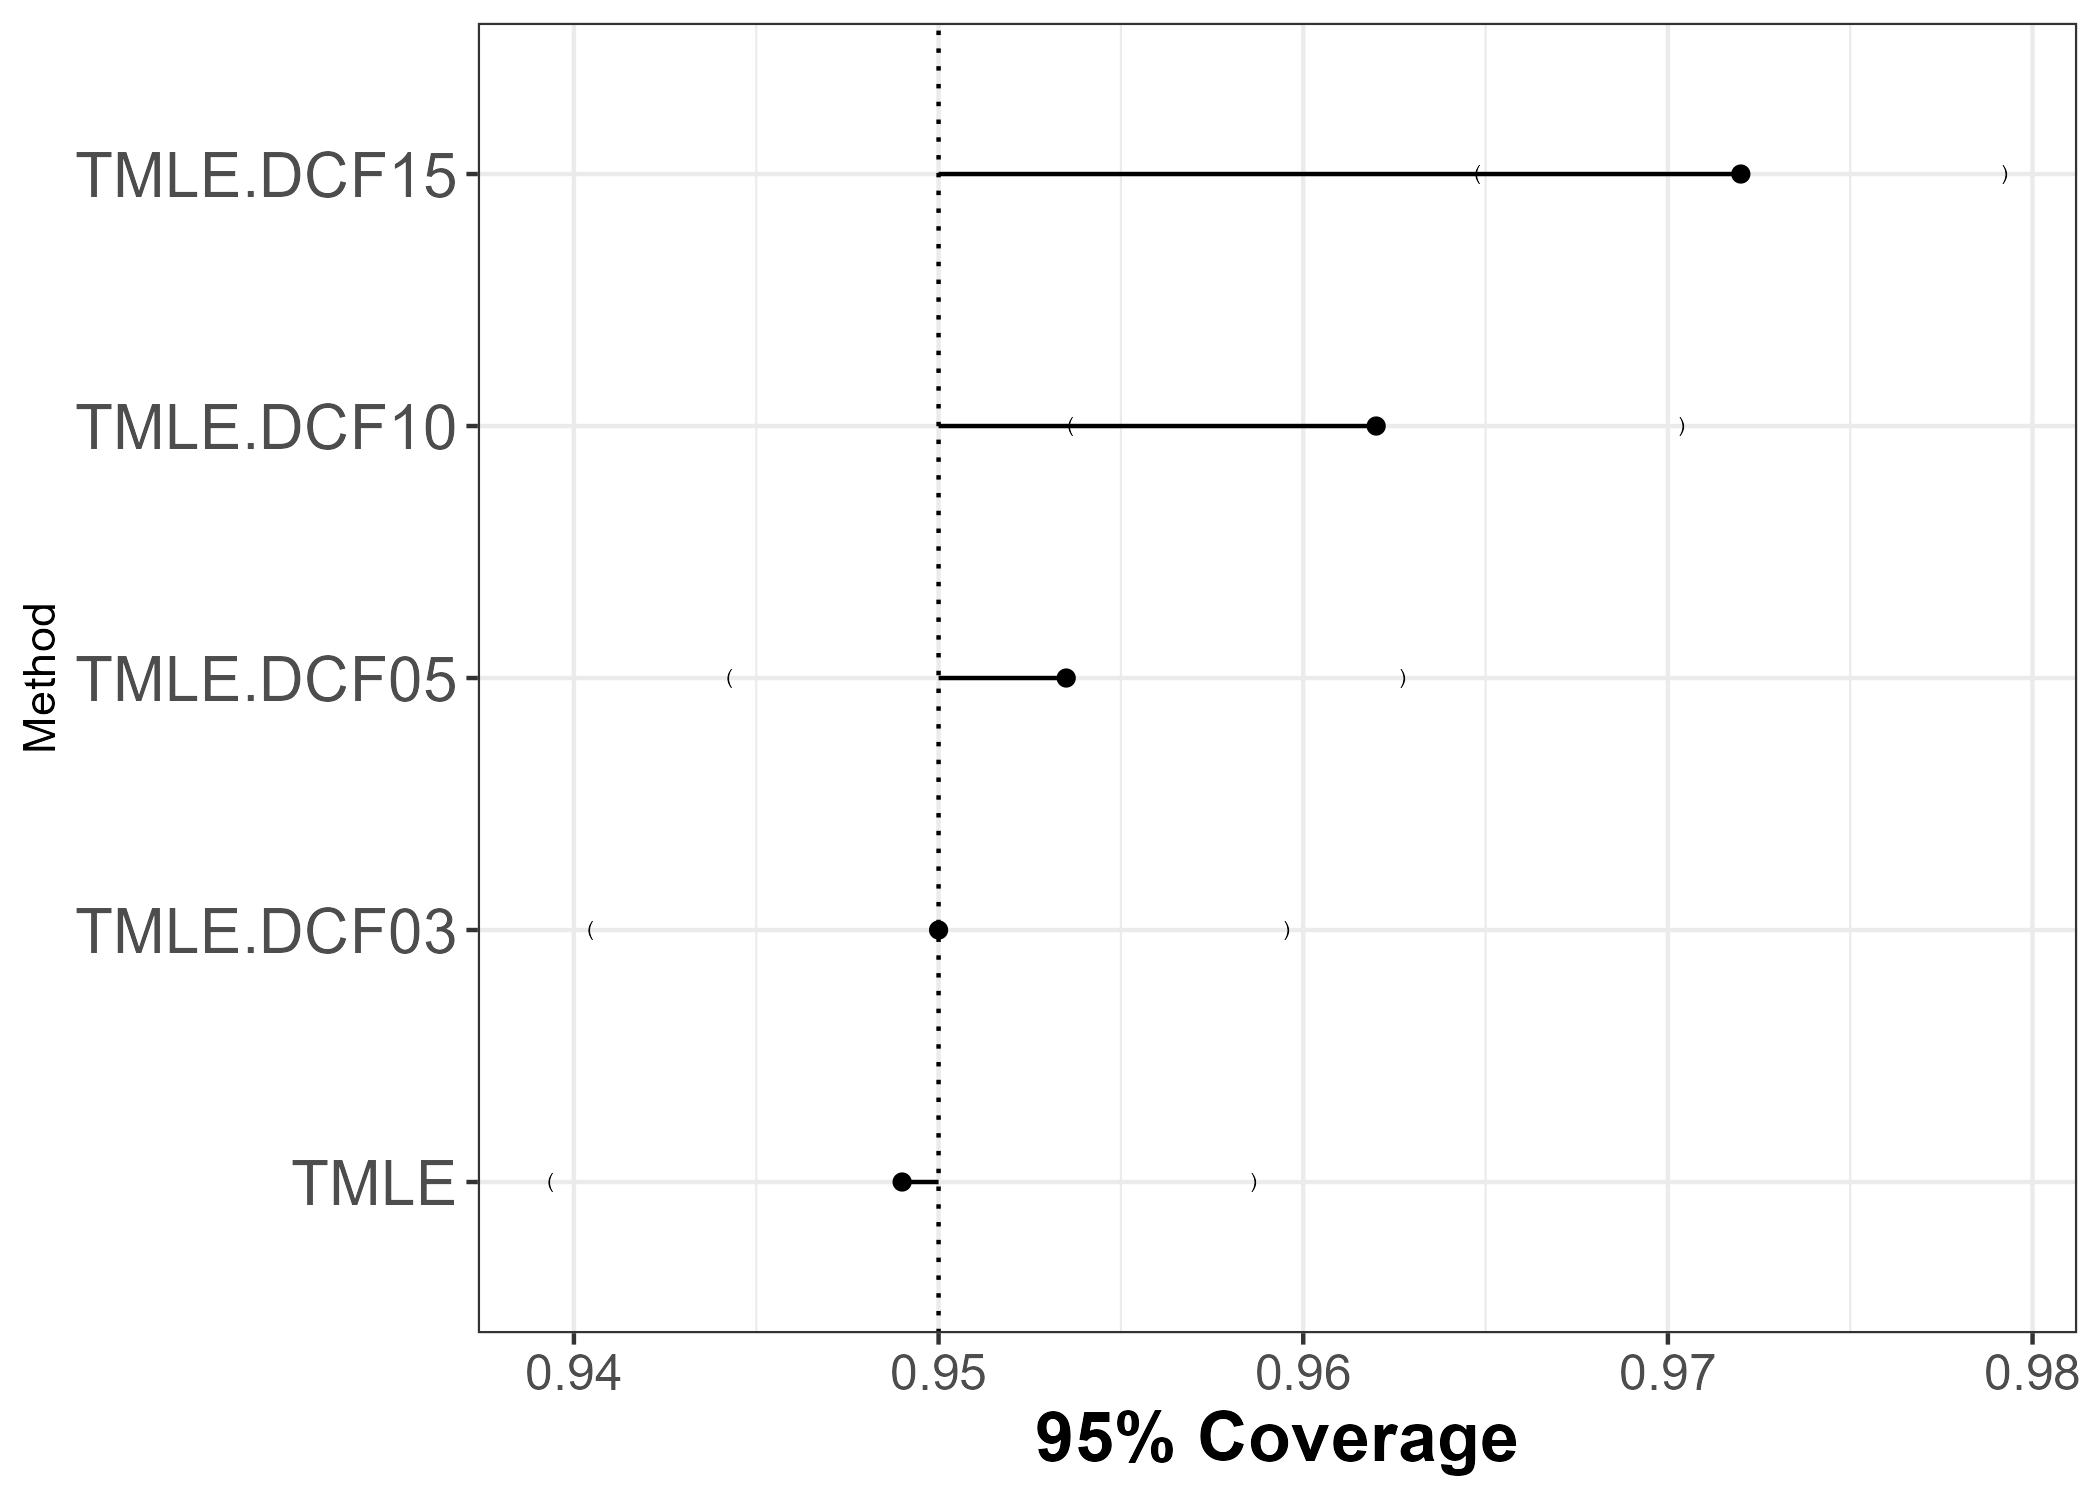 TMLE.DCF15
( )
TMLE.DCF10
( )
TMLE.DCF05
( )
TMLE.DCF03
( )
TMLE
( )
Method
0.94 0.95 0.96 0.97 0.98
95% Coverage